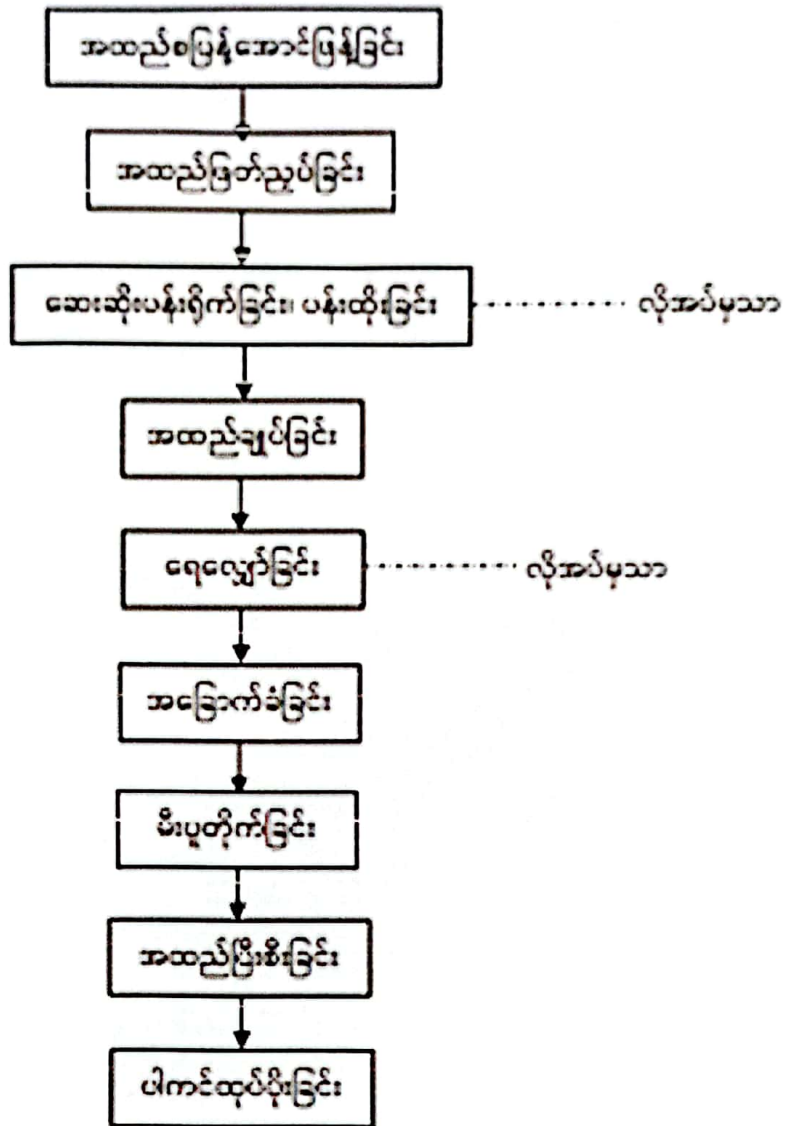 အထည်စပြန့်အောင်ဖြန့်ခြင်း
အထည်ဖြတ်ညှပ်ခြင်း
ဆေးဆိုးပန်းရိုက်ခြင်း၊ ပန်းထိုးခြင်း လိုအပ်မှသာ
အထည်ချုပ်ခြင်း
ရေလျှော်ခြင်း လိုအပ်မှသာ
အခြောက်ခံခြင်း
မီးပူတိုက်ခြင်း
အထည်ပြီးစီးခြင်း
ပါကင်ထုပ်ပိုးခြင်း